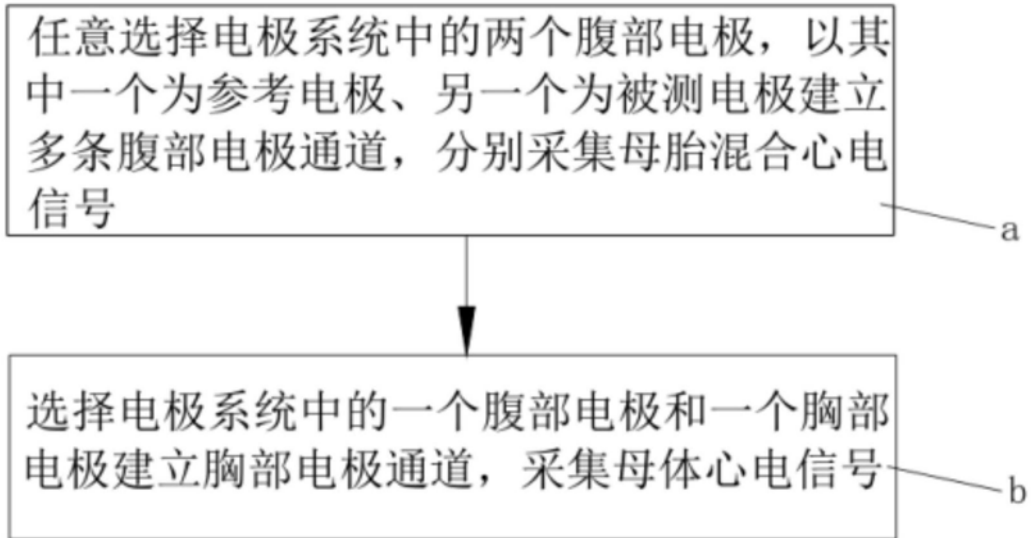 任意选择电极系统中的两个腹部电极，以其
中一个为参考电极、另一个为被测电极建立
多条腹部电极通道，分别采集母胎混合心电
信号
a
选择电极系统中的一个腹部电极和一个胸部
电极建立胸部电极通道，采集母体心电信号
b